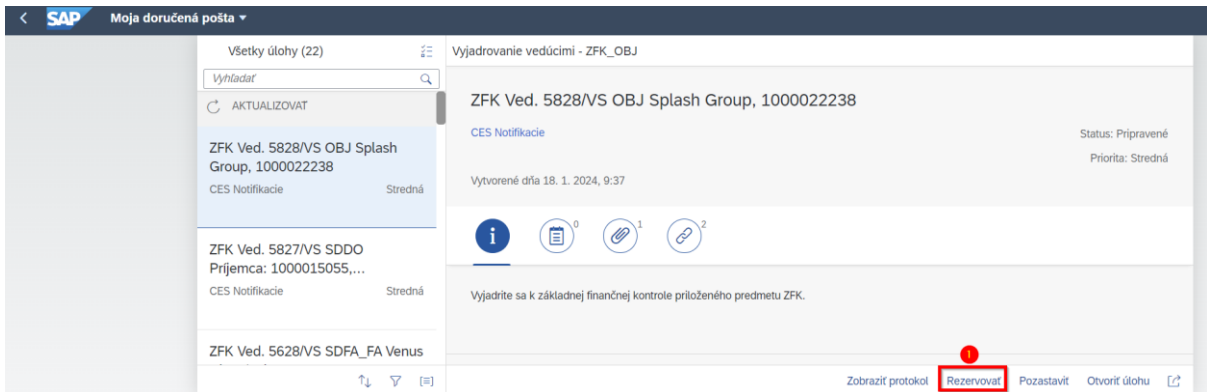 SAP Moja doručená pošta
Všetky úlohy (22)
Vyhľadať
AKTUALIZOVAŤ
ZFK Ved. 5828/VS OBJ Splash
Group, 1000022238
CES Notifikacie Stredná
ZFK Ved. 5827/VS SDDO
Príjemca: 1000015055,...
CES Notifikacie Stredná
ZFK Ved. 5628/VS SDFA_FA Venus
Vyjadrovanie vedúcimi - ZFK_OBJ
ZFK Ved. 5828/VS OBJ Splash Group, 1000022238
CES Notifikacie
Status: Pripravené
Priorita: Stredná
Vytvorené dňa 18. 1. 2024, 9:37
0 1 2
Vyjadrite sa k základnej finančnej kontrole priloženého predmetu ZFK.
1
Zobraziť protokol Rezervovať Pozastaviť Otvoriť úlohu